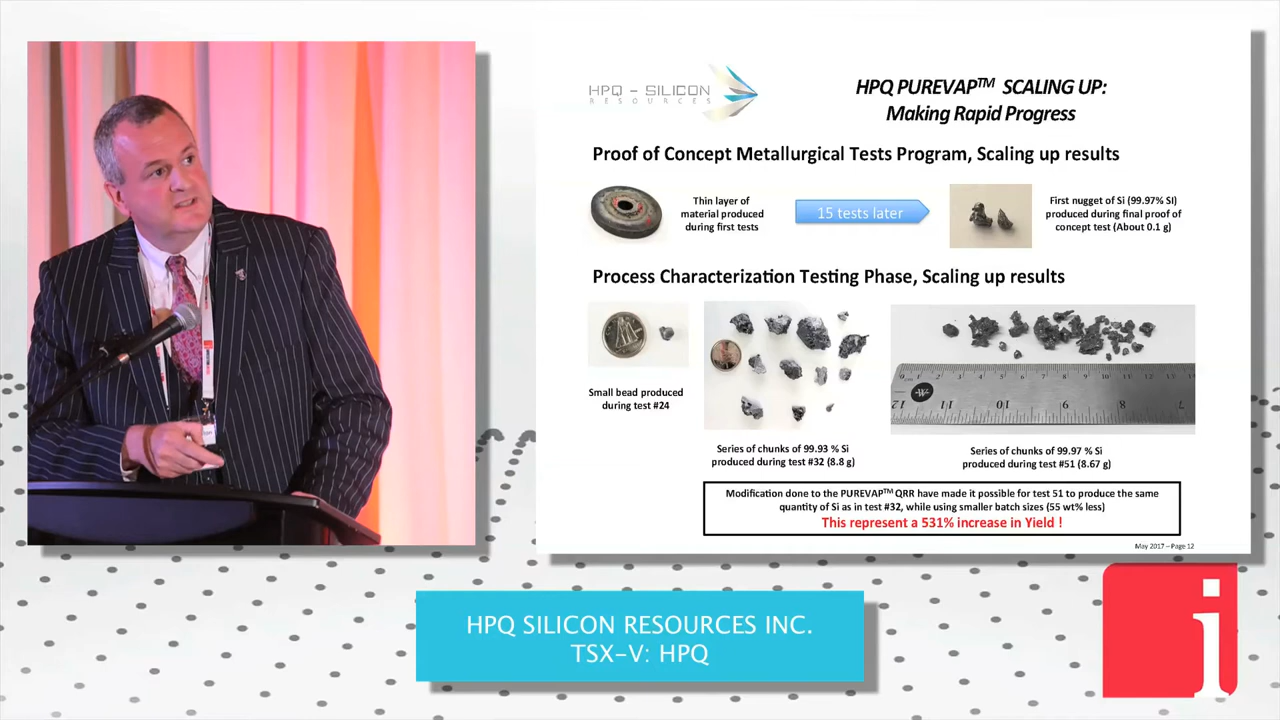 HPQ – SILICON
RESOURCES
HPQ PUREVAP™ SCALING UP:
Making Rapid Progress
Proof of Concept Metallurgical Tests Program, Scaling up results
Thin layer of
material produced
during first tests
15 tests later
First nugget of Si (99.97% SI)
produced during final proof of
concept test (About 0.1 g)
Process Characterization Testing Phase, Scaling up results
Small bead produced
during test #24
Series of chunks of 99.93 % Si
produced during test #32 (8.8 g)
W
12 11 10 9 8 7
Series of chunks of 99.97 % Si
produced during test #51 (8.67 g)
Modification done to the PUREVAP™ QRR have made it possible for test 51 to produce the same
quantity of Si as in test #32, while using smaller batch sizes (55 wt% less)
This represent a 531% increase in Yield !
May 2017 – Page 12
HPQ SILICON RESOURCES INC.
TSX-V: HPQ
i